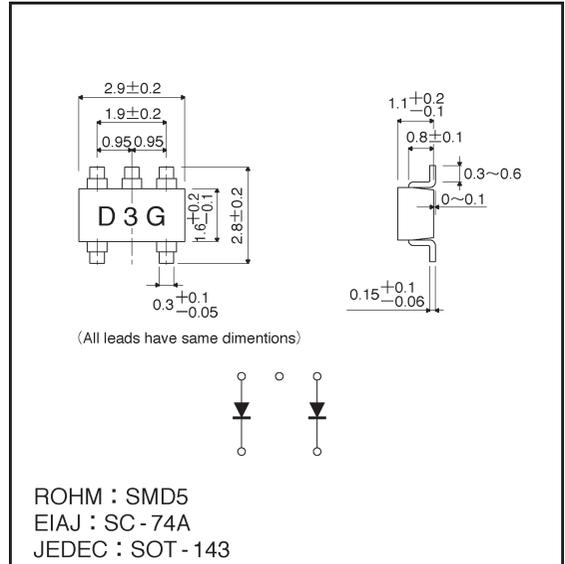 2.9±0.2
1.9±0.2
0.95 0.95
D3G
1.6+0.2−0.1
2.8±0.2
0.3+0.1−0.05
1.1+0.2−0.1
0.8±0.1
0.3~0.6
0~0.1
0.15+0.1−0.06
(All leads have same dimentions)
ROHM : SMD5
EIAJ : SC-74A
JEDEC : SOT-143